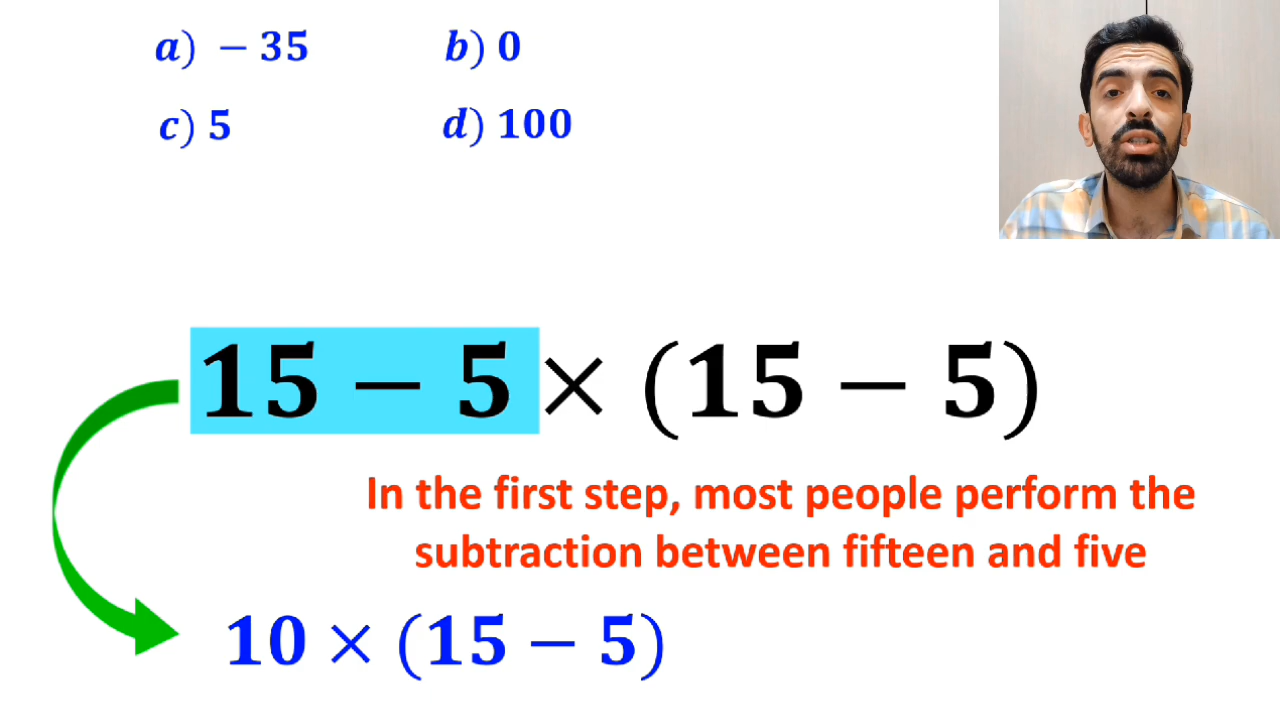 a) − 35 b) 0
c) 5 d) 100
15 − 5 × (15 − 5)
In the first step, most people perform the
subtraction between fifteen and five
10 × (15 − 5)